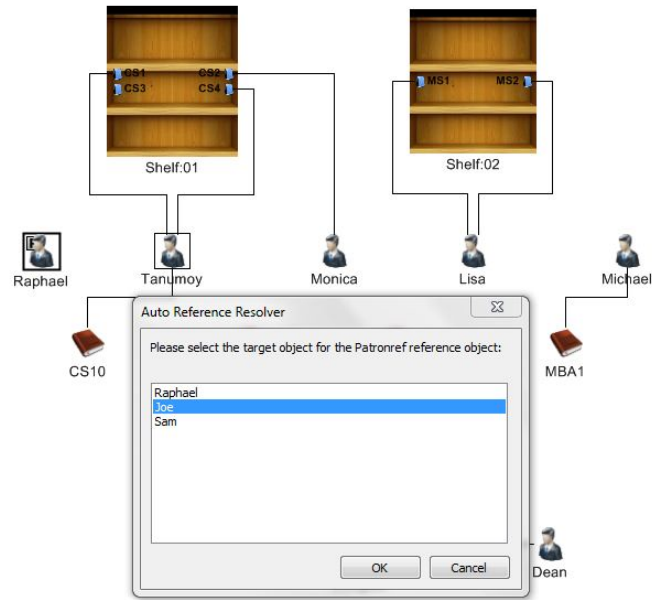 CS1 CS2
CS3 CS4
MS1 MS2
Shelf:01
Shelf:02
Raphael
Tanumoy
Monica
Lisa
Michael
CS10
MBA1
Auto Reference Resolver
Please select the target object for the Patronref reference object:
Raphael
Joe
Sam
OK
Cancel
Dean